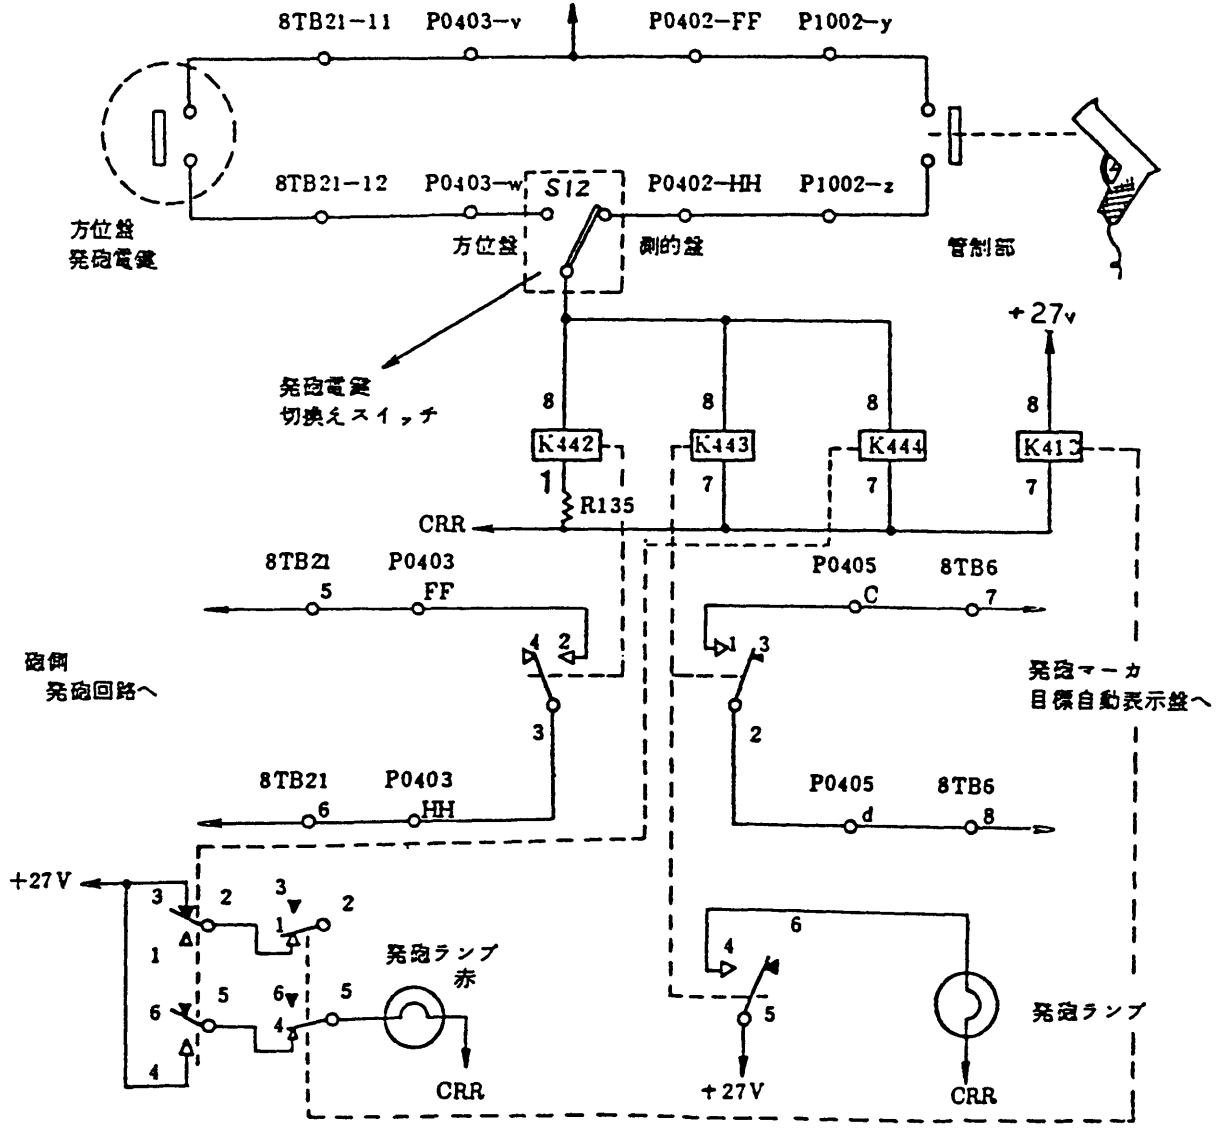 8TB21-11 P0403-v P0402-FF P1002-y
8TB21-12 P0403-w S12 P0402-HH P1002-z
方位盤
発砲電鍵
方位盤 測的盤 管制部
+27v
発砲電鍵
切換えスイッチ
8 8 8 8
K442 K443 K444 K410
1 R135 7 7 7
CRR
8TB21 P0403 P0405 8TB6
5 FF C 7
4 2 1 3
砲側
発砲回路へ
発砲マーカ
目標自動表示盤へ
3 2
8TB21 P0403 P0405 8TB6
6 HH d 8
+27V
3 2 3 2
1 1
発砲ランプ
赤
4 6
6 5 6 5
4 4
5
発砲ランプ
CRR +27V CRR